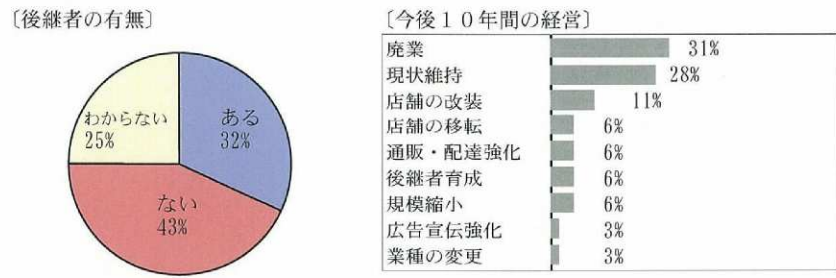 〔後継者の有無〕
ある
32%
ない
43%
わからない
25%
〔今後10年間の経営〕
廃業 31%
現状維持 28%
店舗の改装 11%
店舗の移転 6%
通販・配達強化 6%
後継者育成 6%
規模縮小 6%
広告宣伝強化 3%
業種の変更 3%